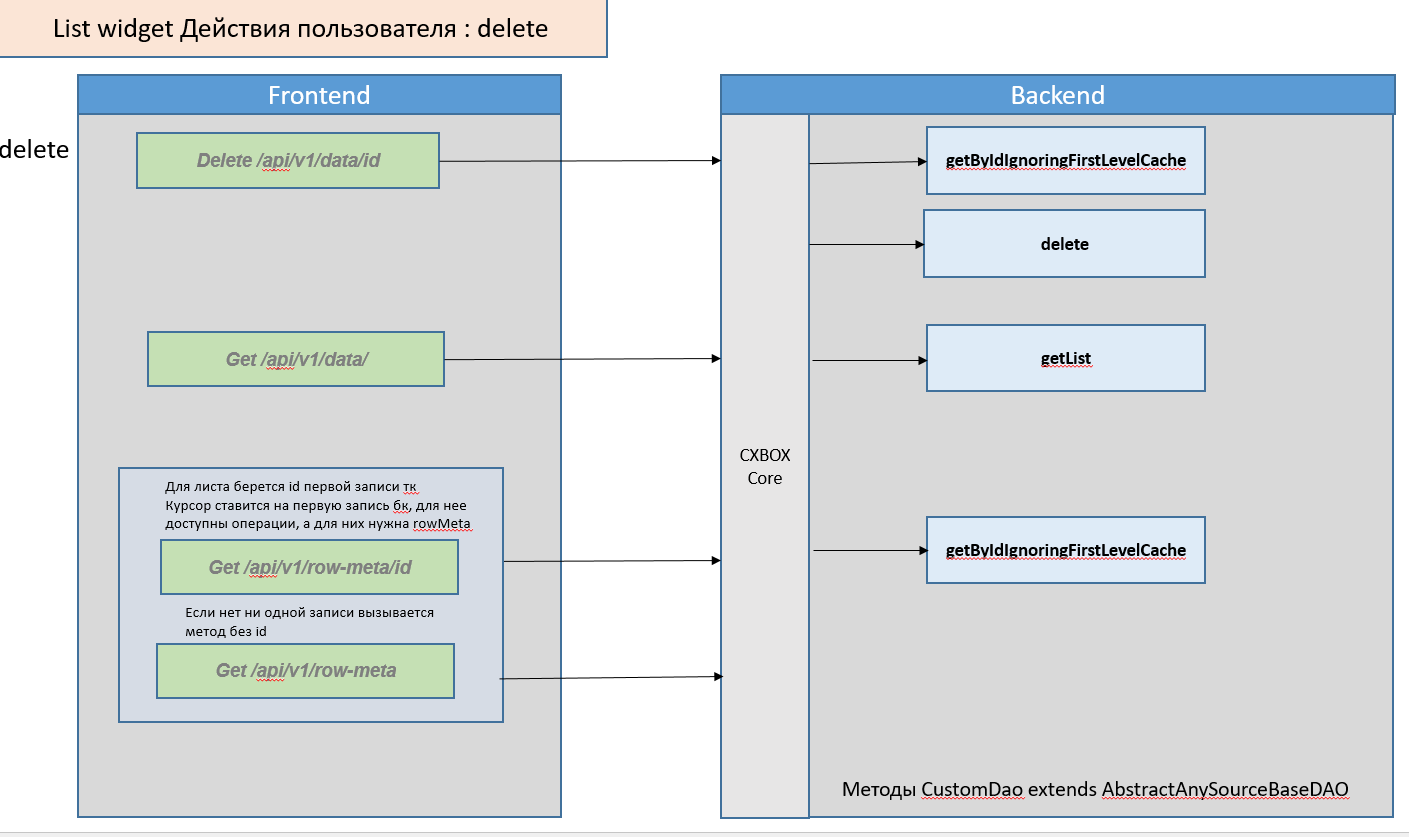 List widget Действия пользователя : delete
Frontend
Backend
delete
Delete /api/v1/data/id
getByIdIgnoringFirstLevelCache
delete
Get /api/v1/data/
getList
CXBOX
Core
Для листа берется id первой записи тк
Курсор ставится на первую запись бк, для нее
доступны операции, а для них нужна rowMeta
Get /api/v1/row-meta/id
getByIdIgnoringFirstLevelCache
Если нет ни одной записи вызывается
метод без id
Get /api/v1/row-meta
Методы CustomDao extends AbstractAnySourceBaseDAO